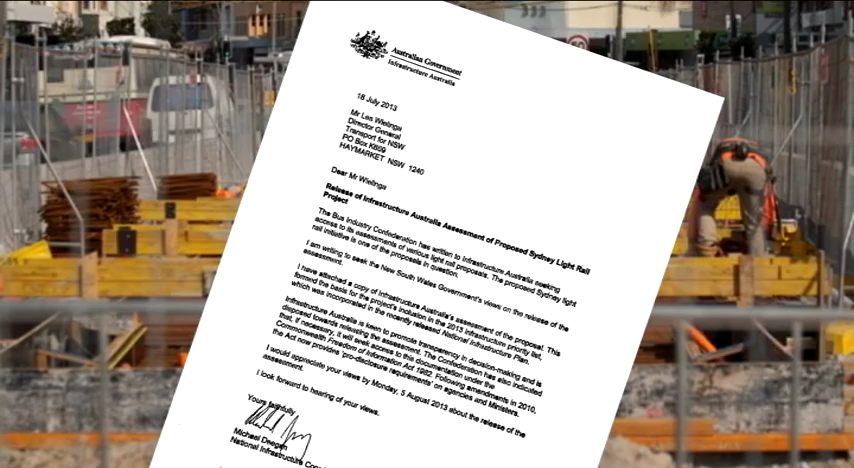 Australian Government
Infrastructure Australia
18 July 2013
Mr Les Wielinga
Director General
Transport for NSW
PO Box K659
HAYMARKET NSW 1240
Dear Mr Wielinga
Release of Infrastructure Australia Assessment of Proposed Sydney Light Rail
Project
The Bus Industry Confederation has written to Infrastructure Australia seeking
access to its assessments of various light rail proposals. The proposed Sydney light
rail initiative is one of the proposals in question.
I am writing to seek the New South Wales Government's views on the release of the
assessment.
I have attached a copy of Infrastructure Australia's assessment of the proposal. This
formed the basis for the project's inclusion in the 2013 infrastructure priority list,
which was incorporated in the recently released National Infrastructure Plan.
Infrastructure Australia is keen to promote transparency in decision-making and is
disposed towards releasing the assessment. The Confederation has also indicated
that, if necessary, it will seek access to this documentation under the
Commonwealth Freedom of Information Act 1982. Following amendments in 2010,
the Act now provides 'pro-disclosure requirements' on agencies and Ministers.
I would appreciate your views by Monday, 5 August 2013 about the release of the
assessment.
I look forward to hearing of your views.
Yours faithfully
Michael Deegan
National Infrastructure